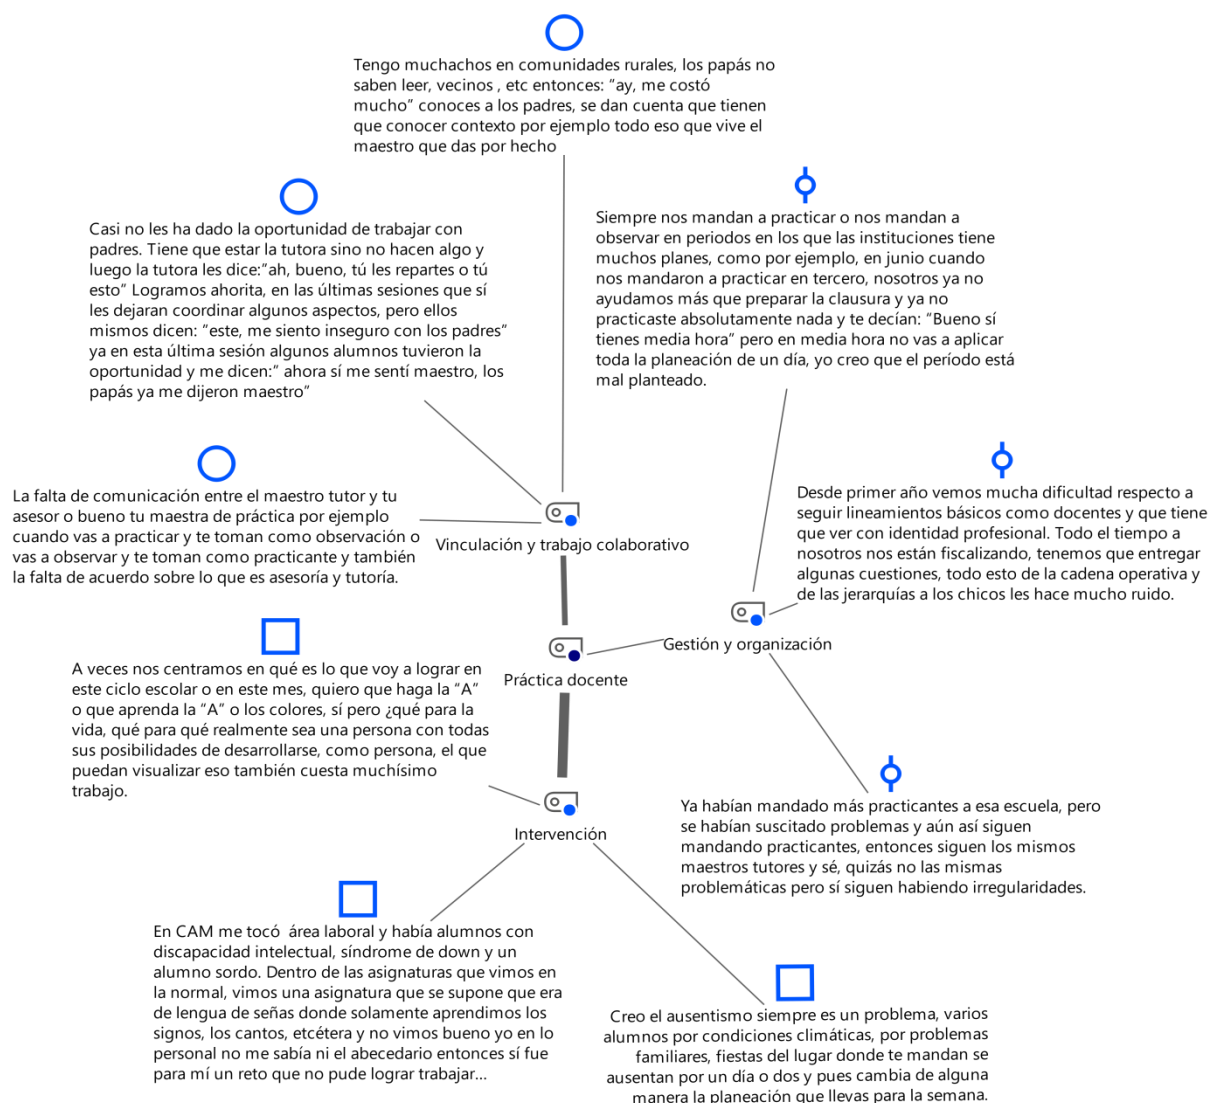 Tengo muchachos en comunidades rurales, los papás no
saben leer, vecinos , etc entonces: “ay, me costó
mucho” conoces a los padres, se dan cuenta que tienen
que conocer contexto por ejemplo todo eso que vive el
maestro que das por hecho
Casi no les ha dado la oportunidad de trabajar con
padres. Tiene que estar la tutora sino no hacen algo y
luego la tutora les dice:”ah, bueno, tú les repartes o tú
esto” Logramos ahorita, en las últimas sesiones que sí
les dejaran coordinar algunos aspectos, pero ellos
mismos dicen: “este, me siento inseguro con los padres”
ya en esta última sesión algunos alumnos tuvieron la
oportunidad y me dicen:” ahora sí me sentí maestro, los
papás ya me dijeron maestro”
Siempre nos mandan a practicar o nos mandan a
observar en periodos en los que las instituciones tiene
muchos planes, como por ejemplo, en junio cuando
nos mandaron a practicar en tercero, nosotros ya no
ayudamos más que preparar la clausura y ya no
practicaste absolutamente nada y te decían: “Bueno sí
tienes media hora” pero en media hora no vas a aplicar
toda la planeación de un día, yo creo que el período está
mal planteado.
La falta de comunicación entre el maestro tutor y tu
asesor o bueno tu maestra de práctica por ejemplo
cuando vas a practicar y te toman como observación o
vas a observar y te toman como practicante y también
la falta de acuerdo sobre lo que es asesoría y tutoría.
Vinculación y trabajo colaborativo
Desde primer año vemos mucha dificultad respecto a
seguir lineamientos básicos como docentes y que tiene
que ver con identidad profesional. Todo el tiempo a
nosotros nos están fiscalizando, tenemos que entregar
algunas cuestiones, todo esto de la cadena operativa y
de las jerarquías a los chicos les hace mucho ruido.
Gestión y organización
Práctica docente
A veces nos centramos en qué es lo que voy a lograr en
este ciclo escolar o en este mes, quiero que haga la “A”
o que aprenda la “A” o los colores, sí pero ¿qué para la
vida, qué para qué realmente sea una persona con todas
sus posibilidades de desarrollarse, como persona, el que
puedan visualizar eso también cuesta muchísimo
trabajo.
Intervención
Ya habían mandado más practicantes a esa escuela, pero
se habían suscitado problemas y aún así siguen
mandando practicantes, entonces siguen los mismos
maestros tutores y sé, quizás no las mismas
problemáticas pero sí siguen habiendo irregularidades.
En CAM me tocó  área laboral y había alumnos con
discapacidad intelectual, síndrome de down y un
alumno sordo. Dentro de las asignaturas que vimos en
la normal, vimos una asignatura que se supone que era
de lengua de señas donde solamente aprendimos los
signos, los cantos, etcétera y no vimos bueno yo en lo
personal no me sabía ni el abecedario entonces sí fue
para mí un reto que no pude lograr trabajar...
Creo el ausentismo siempre es un problema, varios
alumnos por condiciones climáticas, por problemas
familiares, fiestas del lugar donde te mandan se
ausentan por un día o dos y pues cambia de alguna
manera la planeación que llevas para la semana.